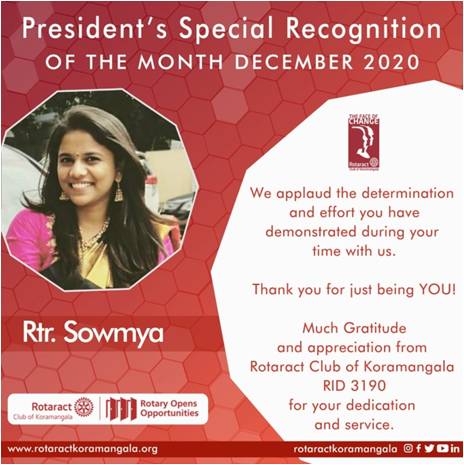 President's Special Recognition
OF THE MONTH DECEMBER 2020
THE FACE OF
CHANGE
Rotaract
Club of Koramangala
We applaud the determination
and effort you have
demonstrated during your
time with us.
Thank you for just being YOU!
Much Gratitude
and appreciation from
Rotaract Club of Koramangala
RID 3190
for your dedication
and service.
Rtr. Sowmya
Rotaract
Club of Koramangala
Rotary Opens
Opportunities
www.rotaractkoramangala.org
rotaractkoramangala